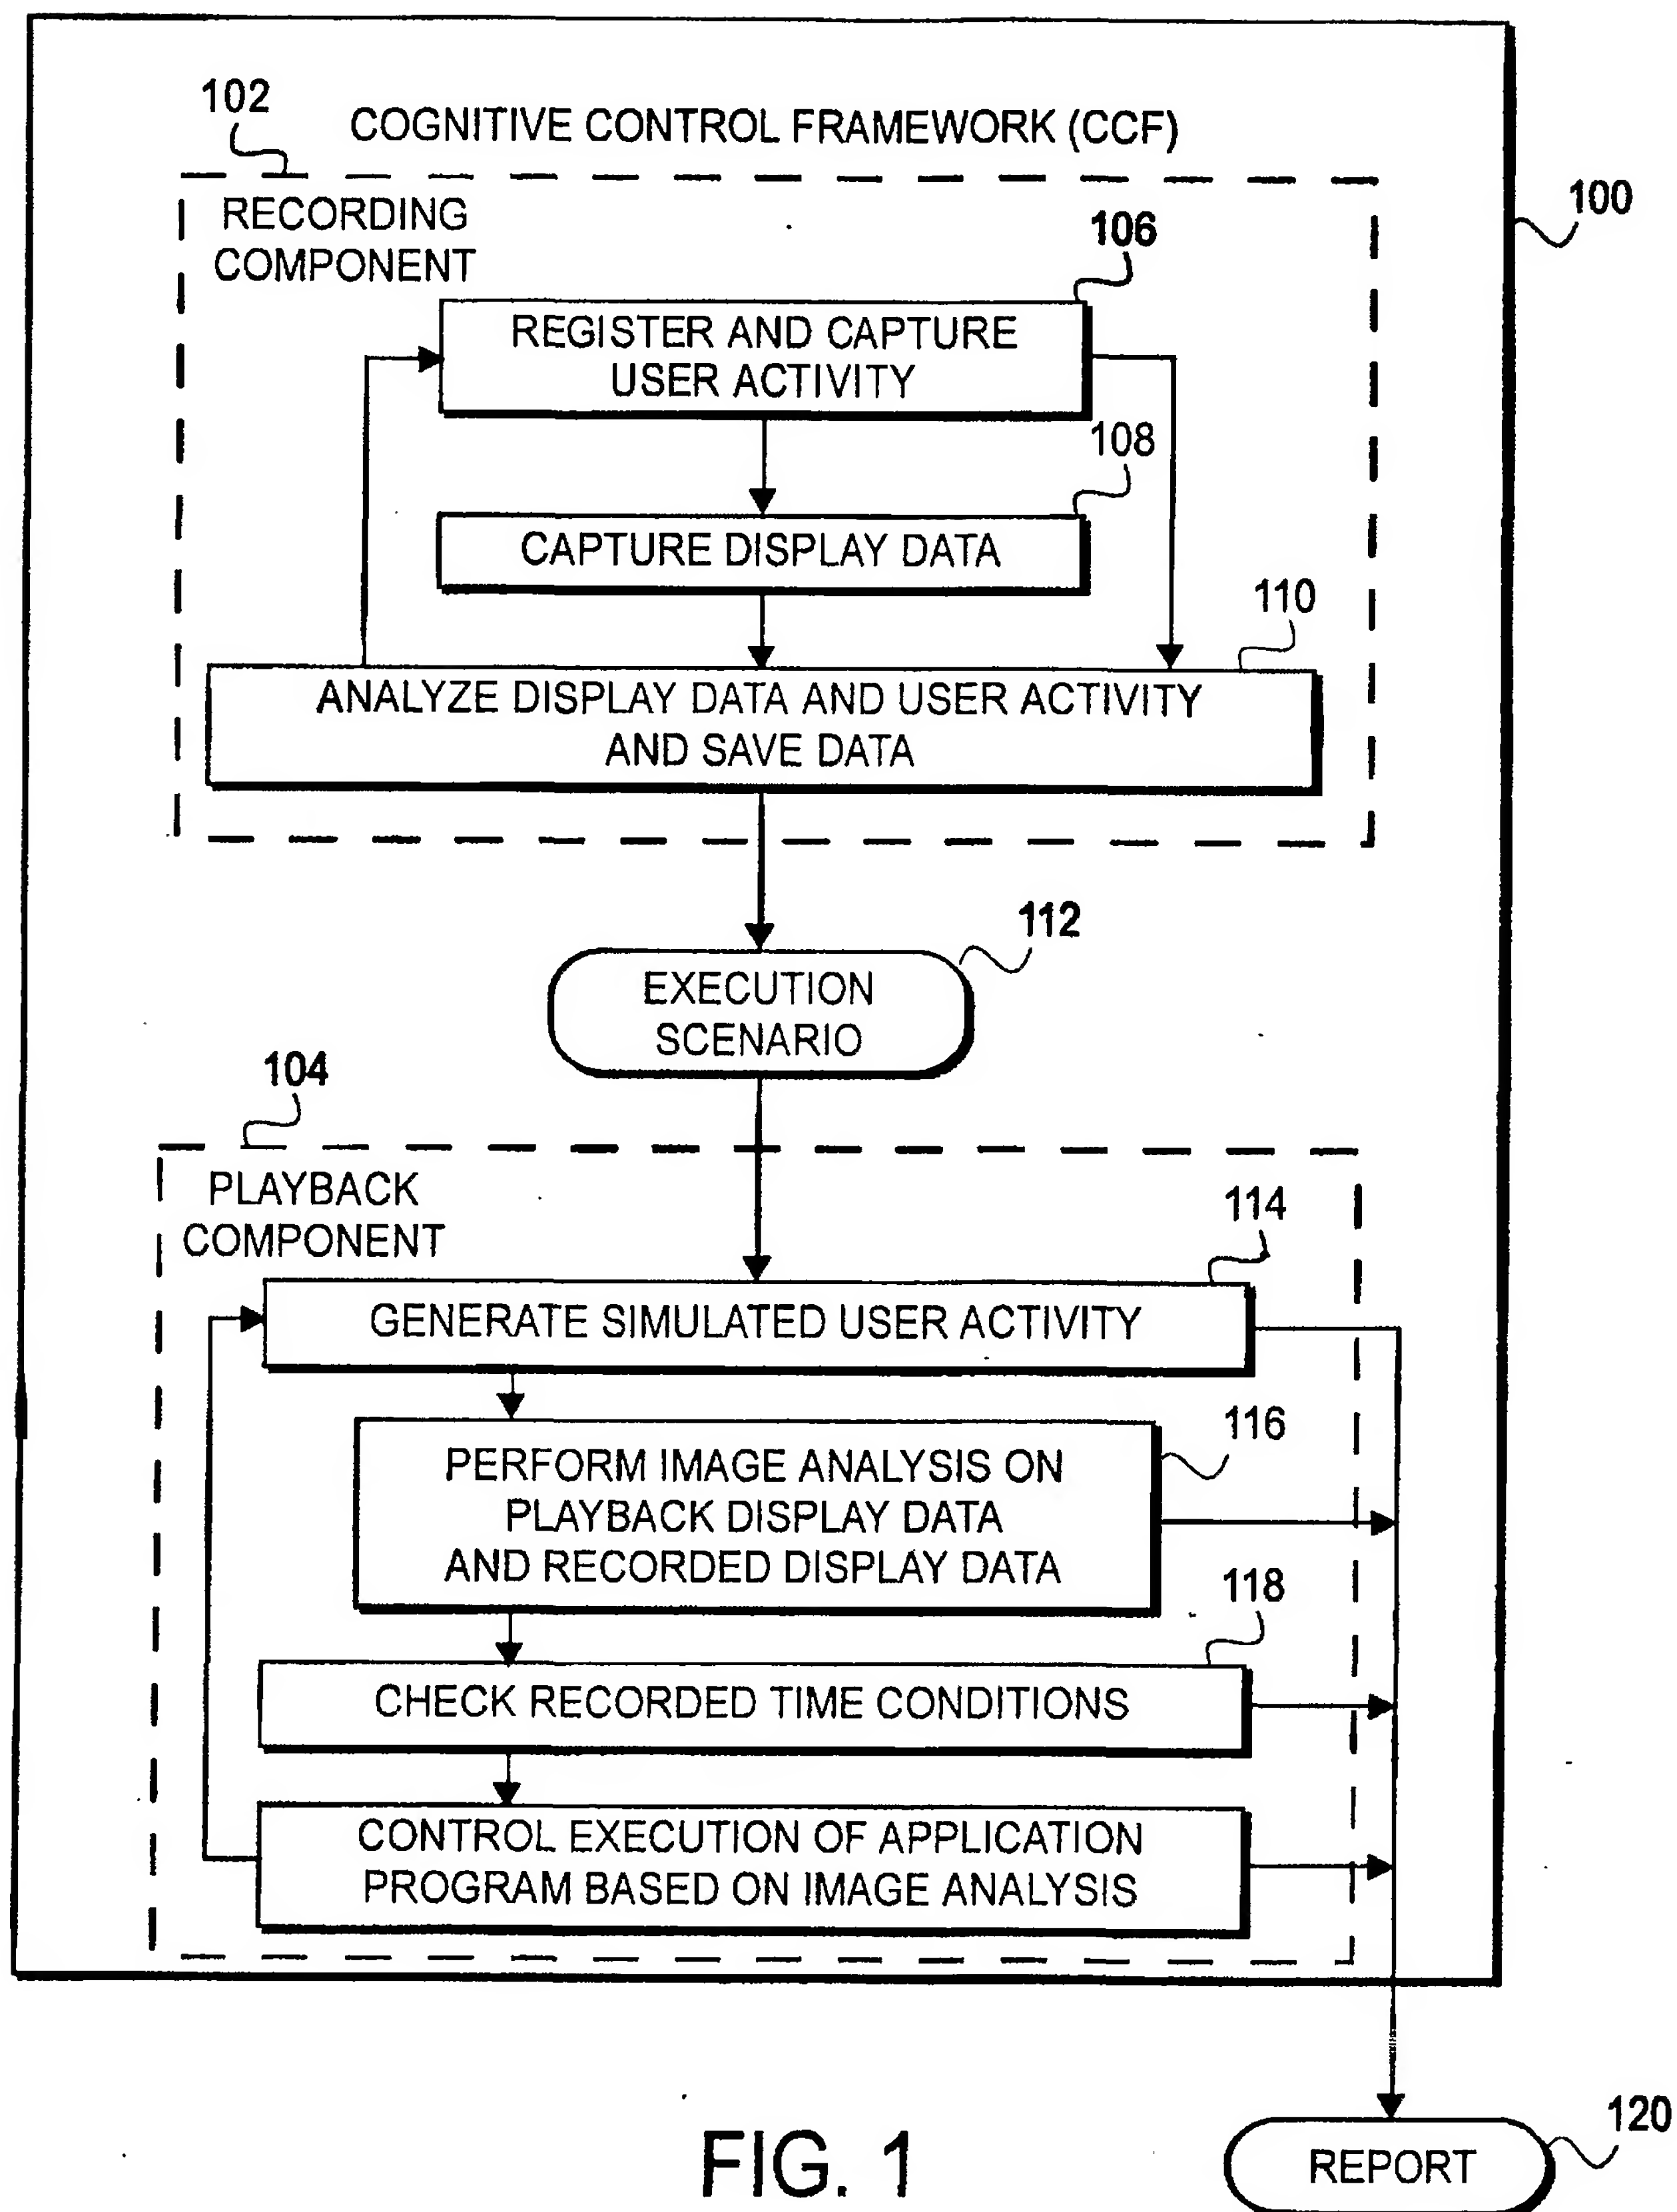 102
COGNITIVE CONTROL FRAMEWORK (CCF)
100
RECORDING
COMPONENT
106
REGISTER AND CAPTURE
USER ACTIVITY
108
CAPTURE DISPLAY DATA
110
ANALYZE DISPLAY DATA AND USER ACTIVITY
AND SAVE DATA
112
EXECUTION
SCENARIO
104
PLAYBACK
COMPONENT
114
GENERATE SIMULATED USER ACTIVITY
116
PERFORM IMAGE ANALYSIS ON
PLAYBACK DISPLAY DATA
AND RECORDED DISPLAY DATA
118
CHECK RECORDED TIME CONDITIONS
CONTROL EXECUTION OF APPLICATION
PROGRAM BASED ON IMAGE ANALYSIS
120
REPORT
FIG. 1